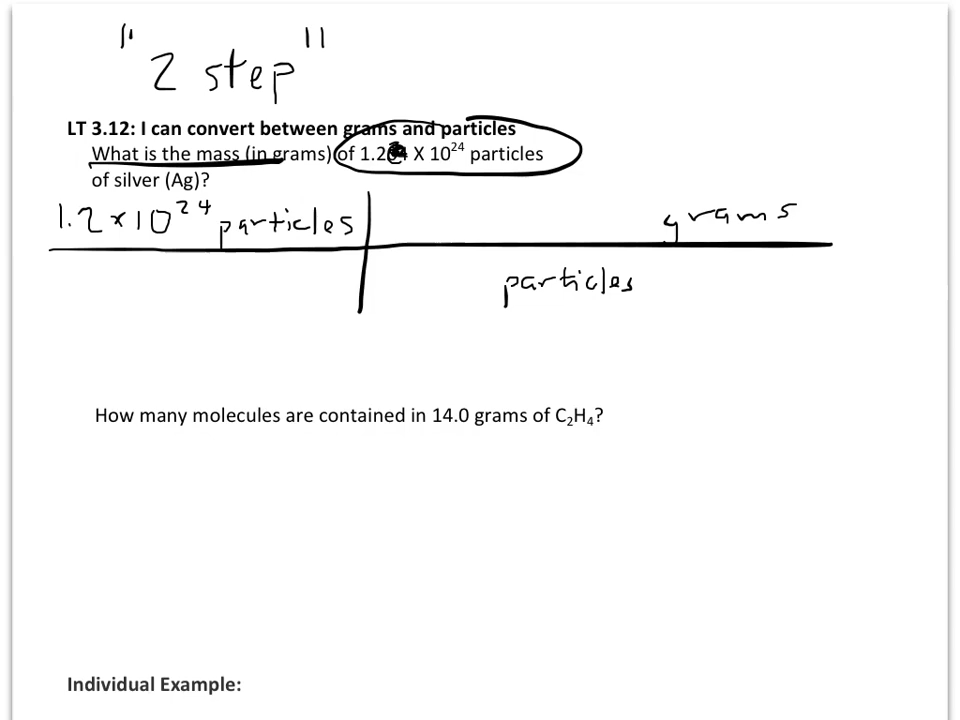 "2 step"
LT 3.12: I can convert between grams and particles
What is the mass (in grams) of X 10²⁴ particles
of silver (Ag)?
1.2 x 10²⁴ particles grams
particles
How many molecules are contained in 14.0 grams of C₂H₄?
Individual Example: